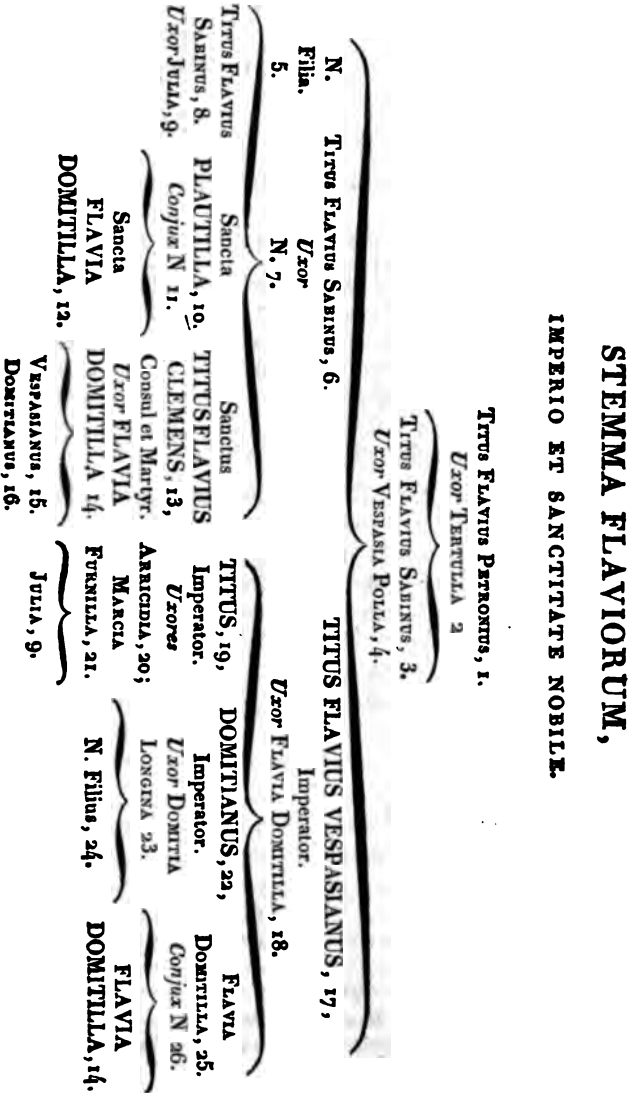 STEMMA FLAVIORUM,
IMPERIO ET SANCTITATE NOBILE.
Titus Flavius Petronius, 1.
Uxor Tertulla 2
Titus Flavius Sabinus, 3.
Uxor Vespasia Polla, 4.
N.
Filia.
5.
Titus Flavius Sabinus, 6.
Uxor
N. 7.
TITUS FLAVIUS VESPASIANUS, 17,
Imperator.
Uxor Flavia Domitilla, 18.
Titus Flavius
Sabinus, 8.
Uxor Julia, 9.
Sancta
PLAUTILLA, 10.
Conjux N 11.
Sancta
FLAVIA
DOMITILLA, 12.
Sanctus
TITUS FLAVIUS
CLEMENS, 13,
Consul et Martyr.
Uxor FLAVIA
DOMITILLA 14.
Vespasianus, 15.
Domitianus, 16.
TITUS, 19,
Imperator.
Uxores
Arricidia, 20;
Marcia
Furnilla, 21.
Julia, 9.
DOMITIANUS, 22,
Imperator.
Uxor Domitia
Longina 23.
N. Filius, 24.
Flavia
Domitilla, 25.
Conjux N 26.
FLAVIA
DOMITILLA, 14.